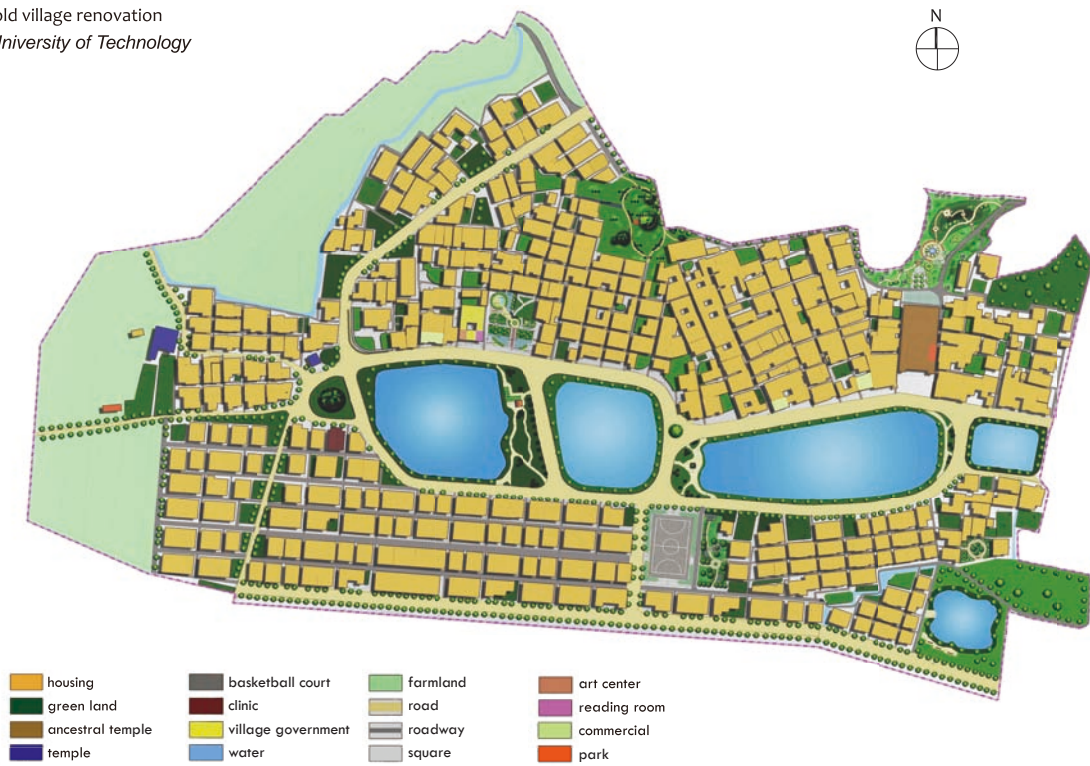 old village renovation
University of Technology
N
housing
green land
ancestral temple
temple
basketball court
clinic
village government
water
farmland
road
roadway
square
art center
reading room
commercial
park